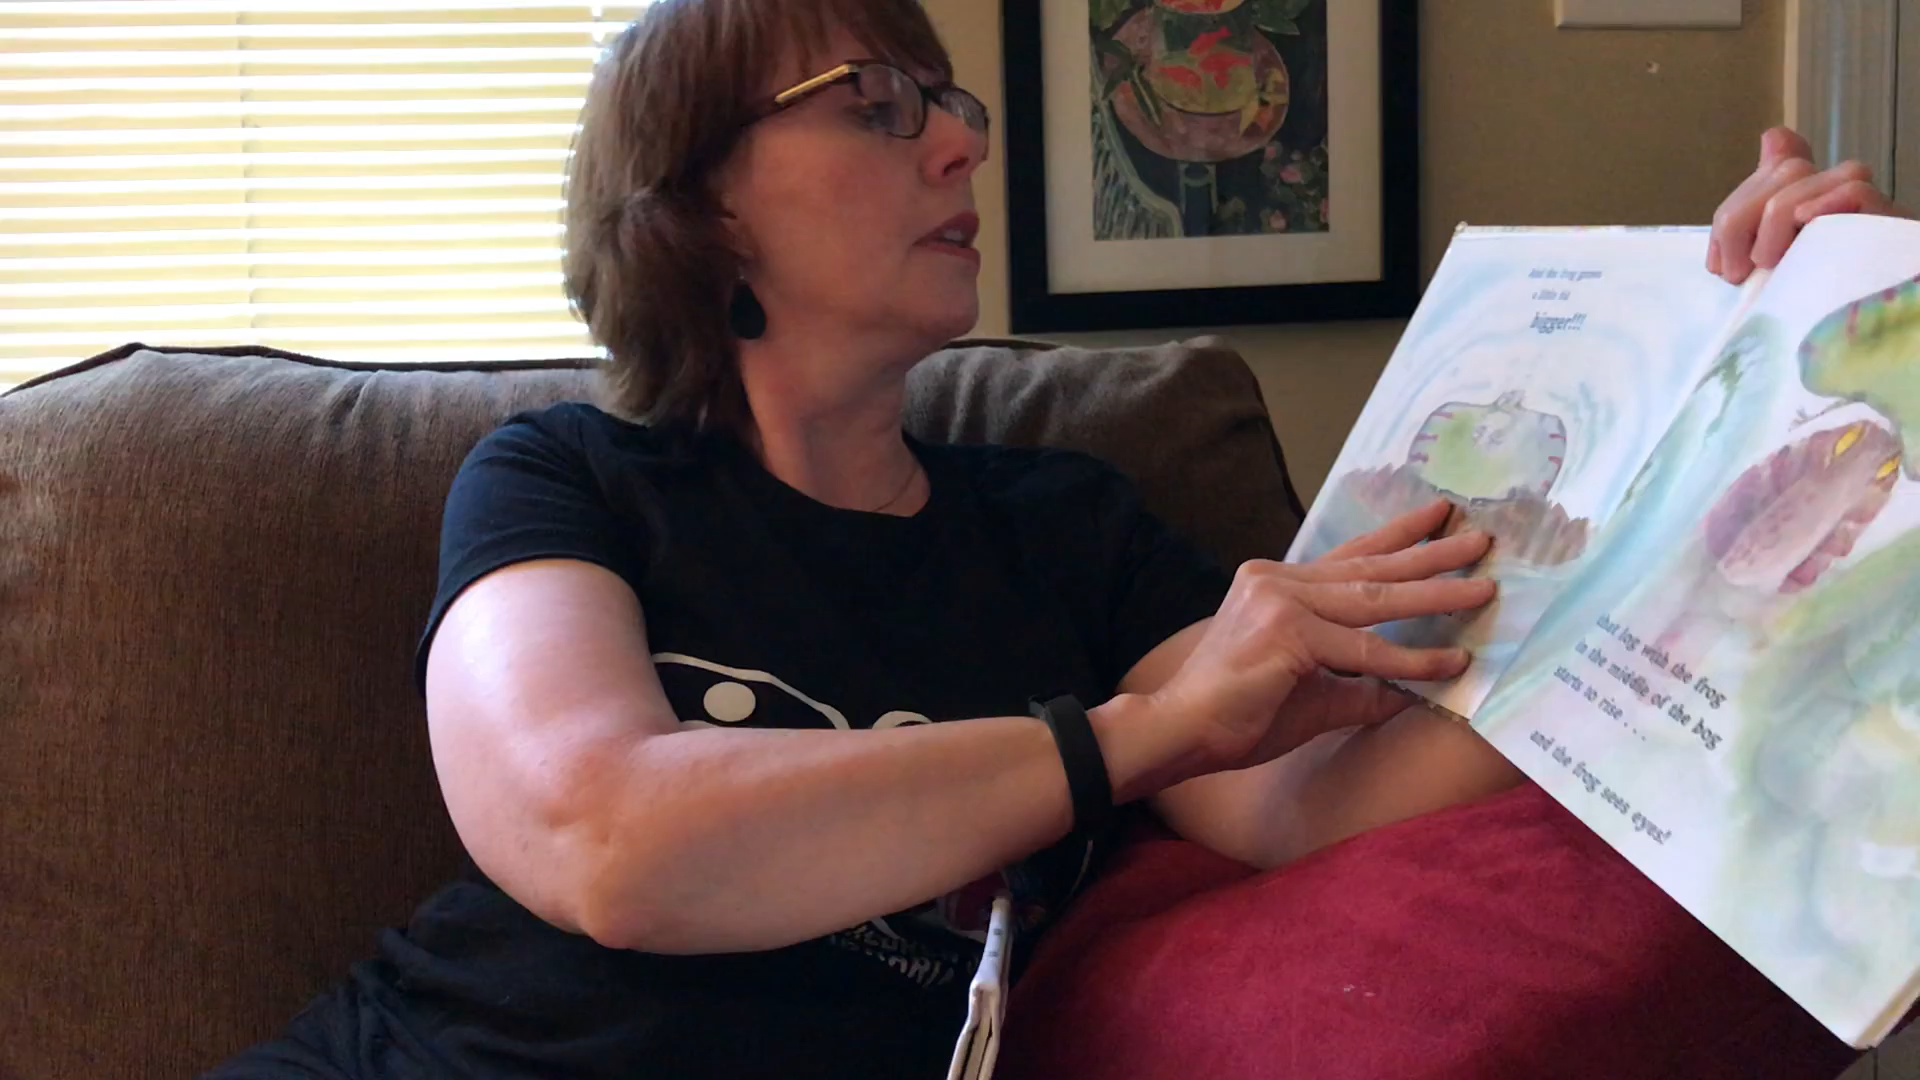 And the frog grows
a little bit
bigger!!!
that log with the frog
in the middle of the bog
starts to rise . . .
and the frog sees eyes!